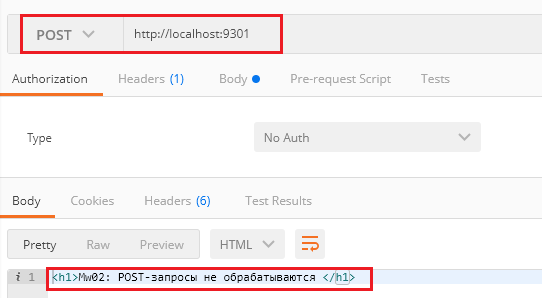 POST http://localhost:9301
Authorization Headers (1) Body Pre-request Script Tests
Type No Auth
Body Cookies Headers (6) Test Results
Pretty Raw Preview HTML
i 1 <h1>Mw02: POST-запросы не обрабатываются </h1>